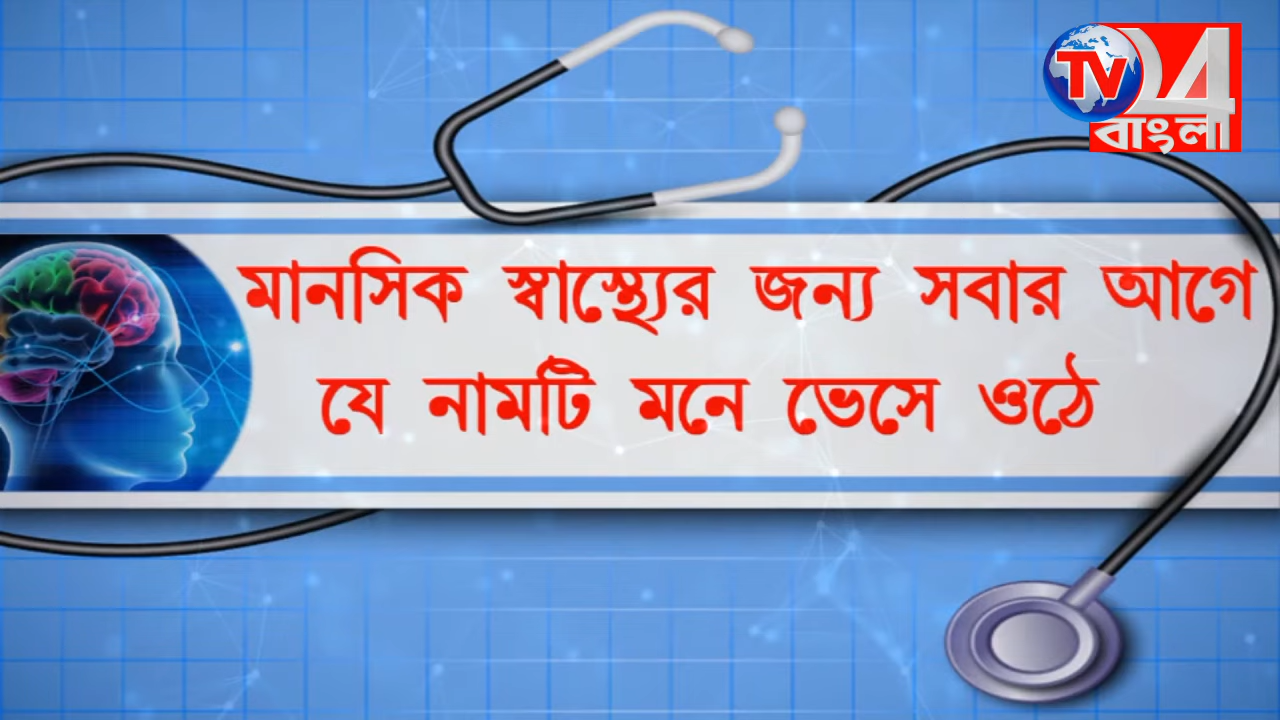 TV 24
বাংলা
মানসিক স্বাস্থ্যের জন্য সবার আগে
যে নামটি মনে ভেসে ওঠে